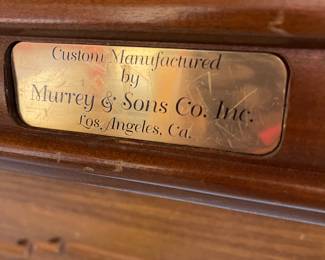 Custom Manufactured
by
Murrey & Sons Co. Inc.
Los, Angeles, Ca.